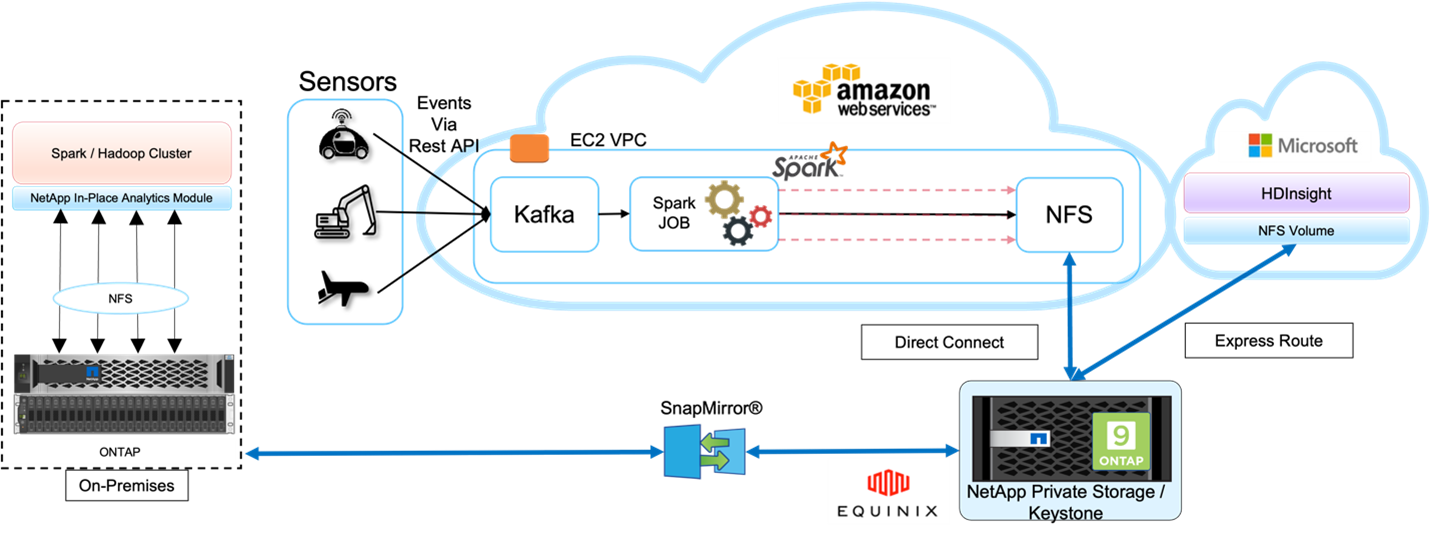 Sensors
Events
Via
Rest API
amazon
webservices™
EC2 VPC
APACHE
Spark™
Microsoft
Spark / Hadoop Cluster
NetApp In-Place Analytics Module
Kafka
Spark
JOB
NFS
HDInsight
NFS Volume
NFS
Direct Connect
Express Route
SnapMirror®
ONTAP
On-Premises
EQUINIX
9
ONTAP
NetApp Private Storage /
Keystone